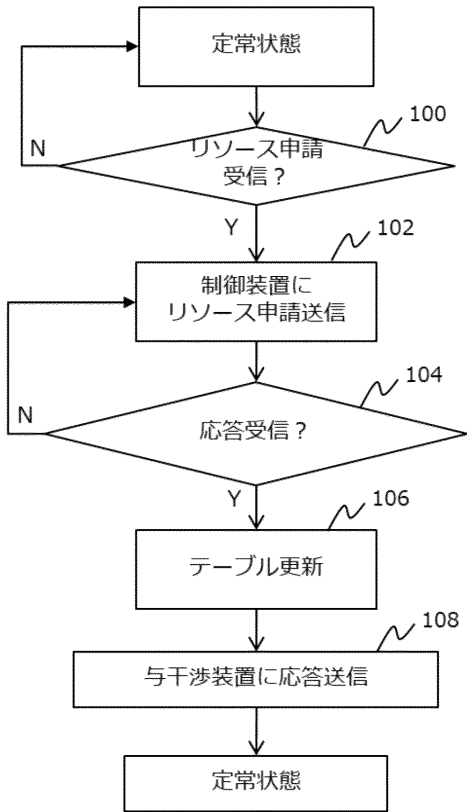 定常状態
100
N
リソース申請
受信？
Y
102
制御装置に
リソース申請送信
104
N
応答受信？
Y
106
テーブル更新
108
与干渉装置に応答送信
定常状態